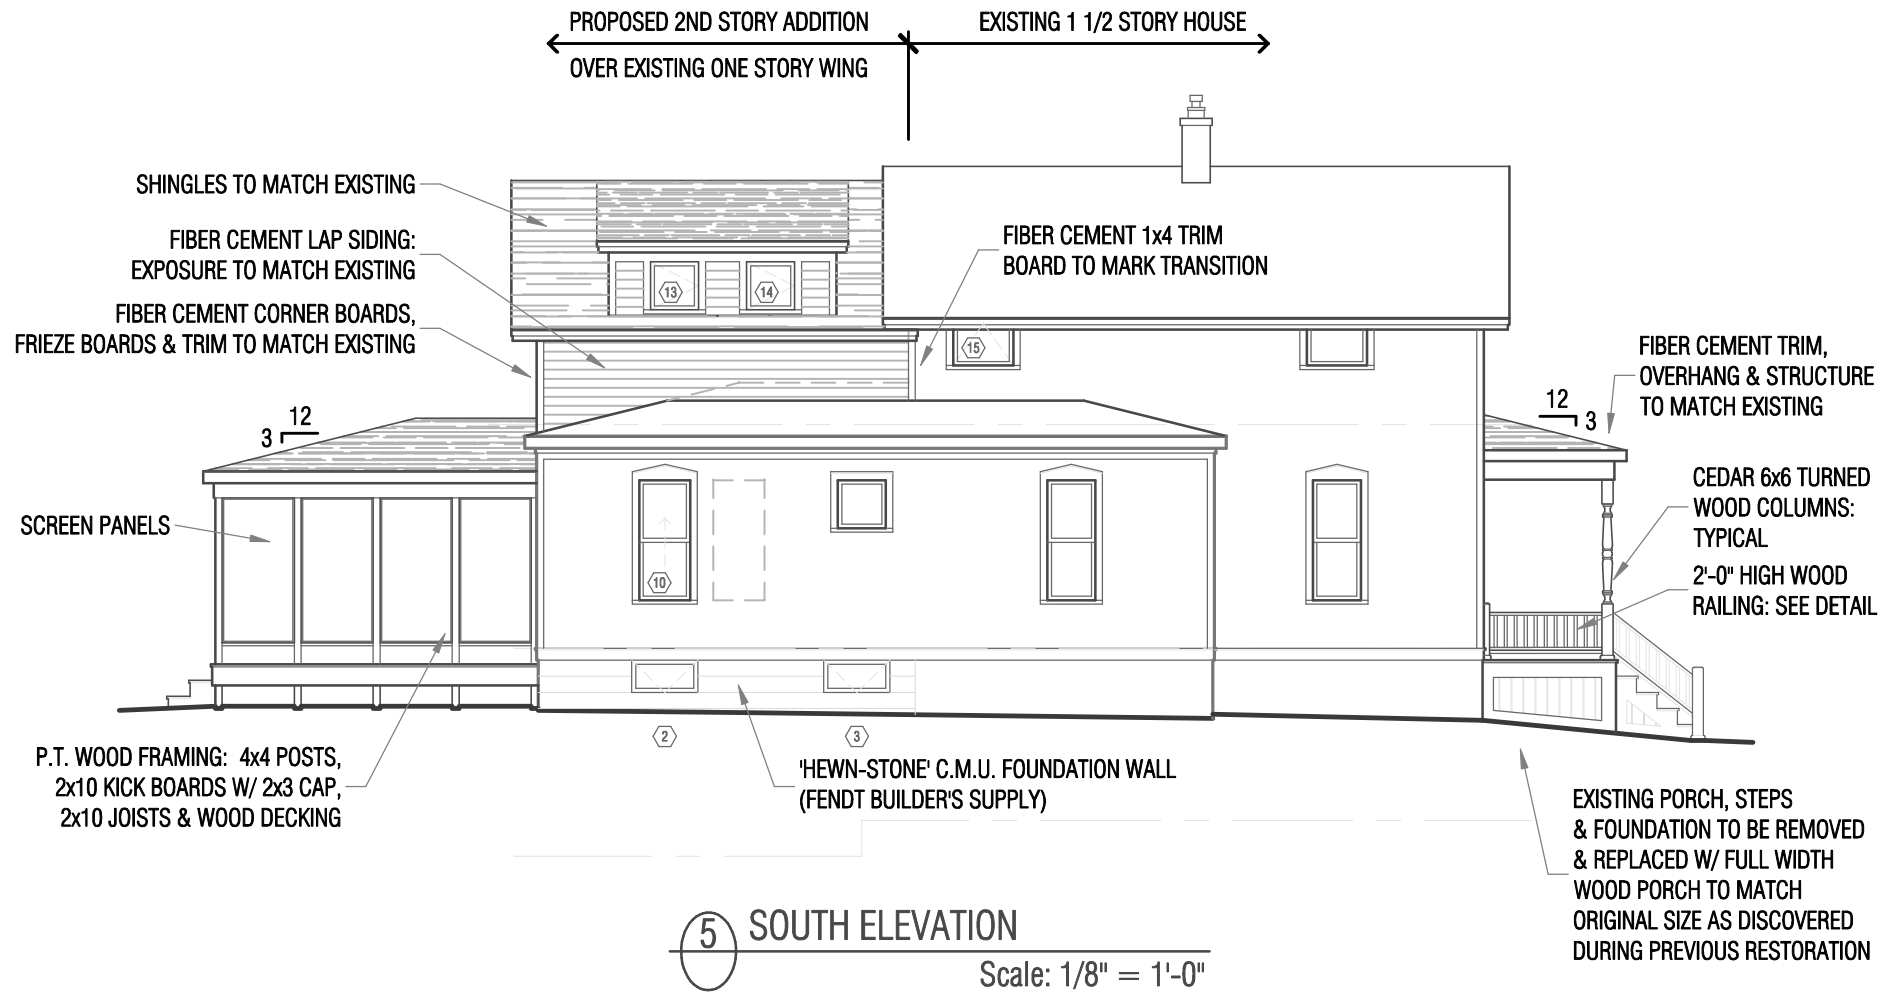 PROPOSED 2ND STORY ADDITION
OVER EXISTING ONE STORY WING
EXISTING 1 1/2 STORY HOUSE
SHINGLES TO MATCH EXISTING
FIBER CEMENT LAP SIDING:
EXPOSURE TO MATCH EXISTING
FIBER CEMENT CORNER BOARDS,
FRIEZE BOARDS & TRIM TO MATCH EXISTING
FIBER CEMENT 1x4 TRIM
BOARD TO MARK TRANSITION
13
14
15
FIBER CEMENT TRIM,
OVERHANG & STRUCTURE
TO MATCH EXISTING
12
3
12
3
SCREEN PANELS
10
CEDAR 6x6 TURNED
WOOD COLUMNS:
TYPICAL
2'-0" HIGH WOOD
RAILING: SEE DETAIL
2
3
P.T. WOOD FRAMING: 4x4 POSTS,
2x10 KICK BOARDS W/ 2x3 CAP,
2x10 JOISTS & WOOD DECKING
'HEWN-STONE' C.M.U. FOUNDATION WALL
(FENDT BUILDER'S SUPPLY)
EXISTING PORCH, STEPS
& FOUNDATION TO BE REMOVED
& REPLACED W/ FULL WIDTH
WOOD PORCH TO MATCH
ORIGINAL SIZE AS DISCOVERED
DURING PREVIOUS RESTORATION
5
SOUTH ELEVATION
Scale: 1/8" = 1'-0"